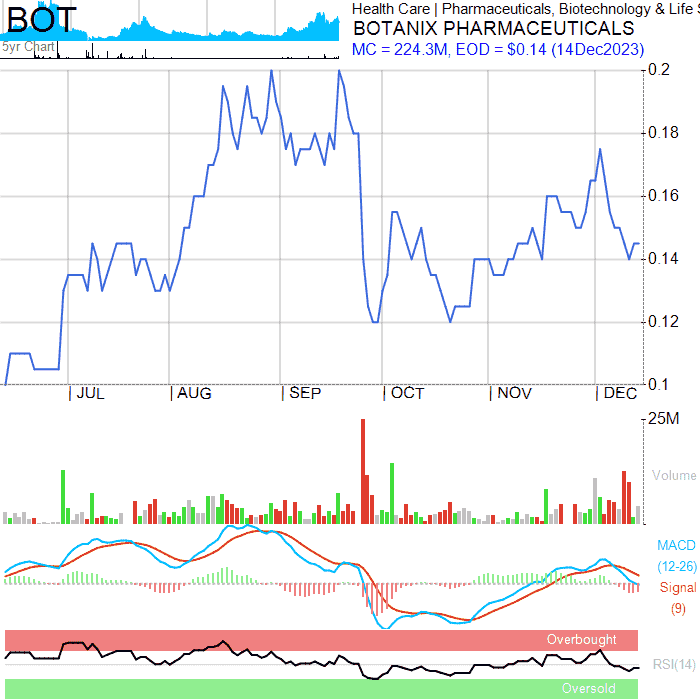 BOT
5yr Chart
Health Care | Pharmaceuticals, Biotechnology & Life S
BOTANIX PHARMACEUTICALS
MC = 224.3M, EOD = $0.14 (14Dec2023)
0.2
0.18
0.16
0.14
0.12
0.1
| JUL | AUG | SEP | OCT | NOV | DEC
25M
Volume
MACD
(12-26)
Signal
(9)
Overbought
RSI(14)
Oversold